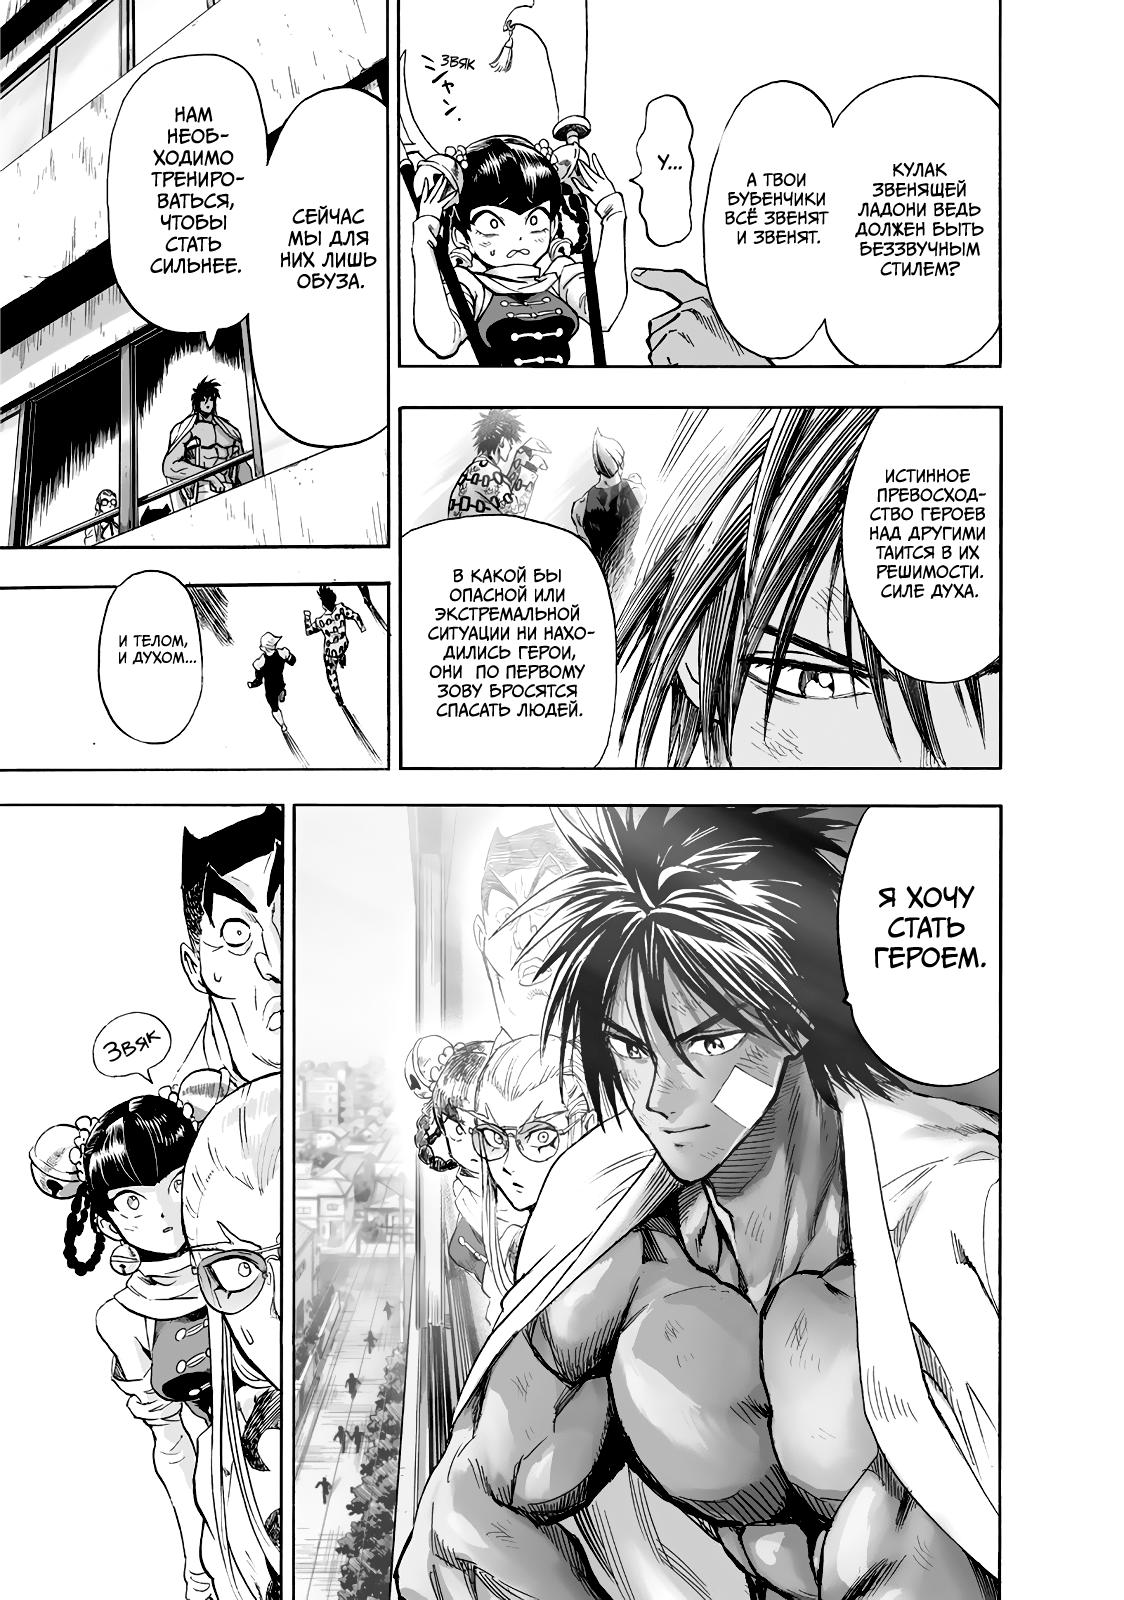 КУЛАК
ЗВЕНЯЩЕЙ
ЛАДОНИ ВЕДЬ
ДОЛЖЕН БЫТЬ
БЕЗЗВУЧНЫМ
СТИЛЕМ?
А ТВОИ
БУБЕНЧИКИ
ВСЁ ЗВЕНЯТ
И ЗВЕНЯТ.
У...
ЗВЯК
シャン
СЕЙЧАС
МЫ ДЛЯ
НИХ ЛИШЬ
ОБУЗА.
НАМ
НЕОБ-
ХОДИМО
ТРЕНИРО-
ВАТЬСЯ,
ЧТОБЫ
СТАТЬ
СИЛЬНЕЕ.
ИСТИННОЕ
ПРЕВОСХОД-
СТВО ГЕРОЕВ
НАД ДРУГИМИ
ТАИТСЯ В ИХ
РЕШИМОСТИ.
СИЛЕ ДУХА.
В КАКОЙ БЫ
ОПАСНОЙ ИЛИ
ЭКСТРЕМАЛЬНОЙ
СИТУАЦИИ НИ НАХО-
ДИЛИСЬ ГЕРОИ,
ОНИ ПО ПЕРВОМУ
ЗОВУ БРОСЯТСЯ
СПАСАТЬ ЛЮДЕЙ.
И ТЕЛОМ,
И ДУХОМ...
Я ХОЧУ
СТАТЬ
ГЕРОЕМ.
ЗВЯК